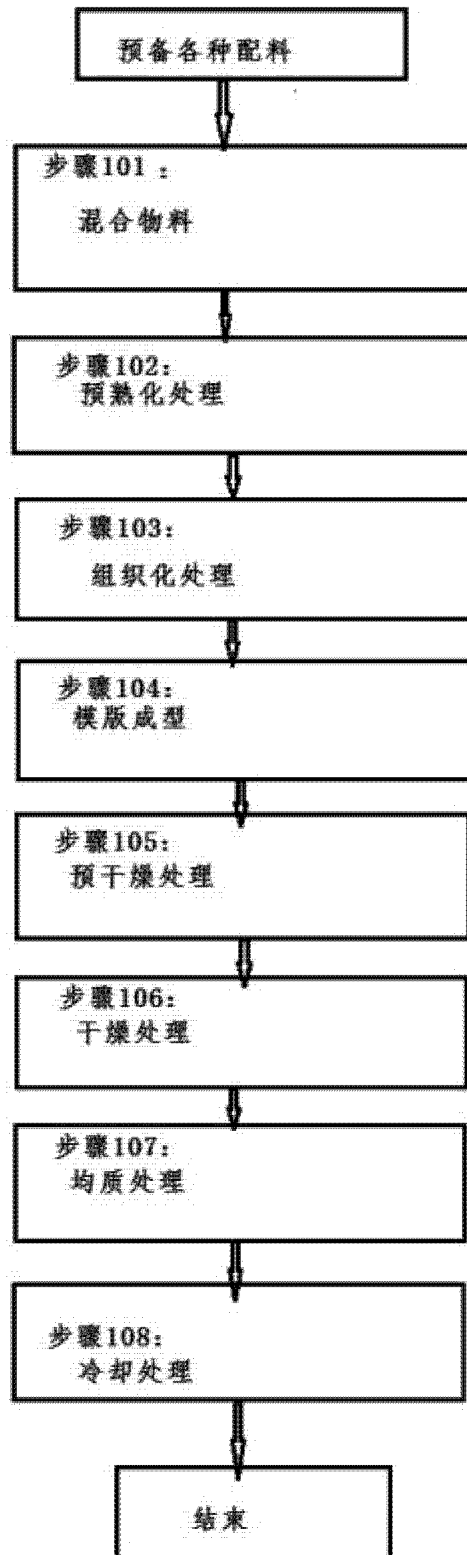 预备各种配料
步骤101：
混合物料
步骤102：
预熟化处理
步骤103：
组织化处理
步骤104：
模版成型
步骤105：
预干燥处理
步骤106：
干燥处理
步骤107：
均质处理
步骤108：
冷却处理
结束